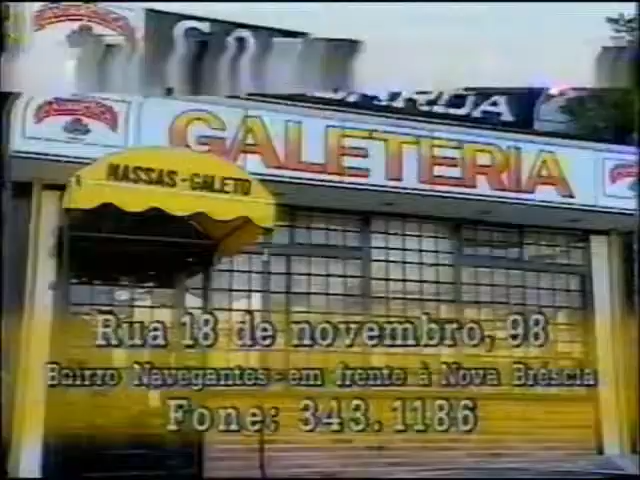 GALETERIA
MASSAS-GALETO
Rua 18 de novembro, 98
Bairro Navegantes - em frente à Nova Bréscia
Fone: 343.1186